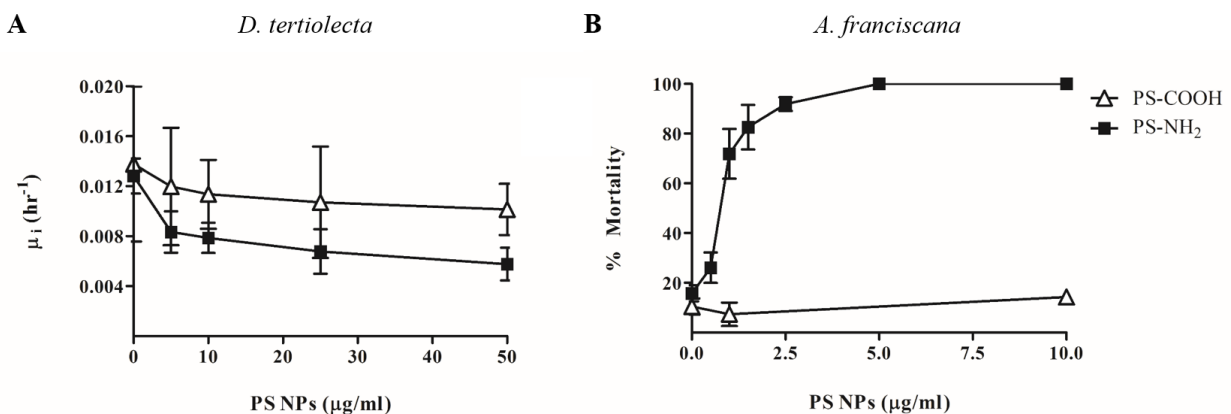 A
D. tertiolecta
B
A. franciscana
0.020
0.016
0.012
0.008
0.004
0
10
20
30
40
50
μ i (hr-1)
PS NPs (μg/ml)
100
80
60
40
20
0.0
2.5
5.0
7.5
10.0
% Mortality
PS NPs (μg/ml)
PS-COOH
PS-NH2